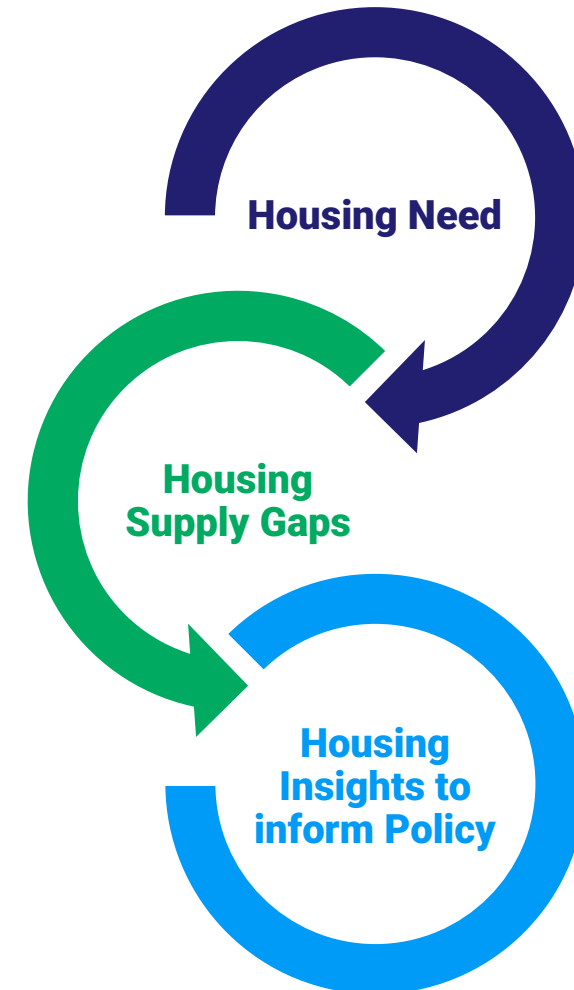 Housing Need
Housing
Supply Gaps
Housing
Insights to
inform Policy